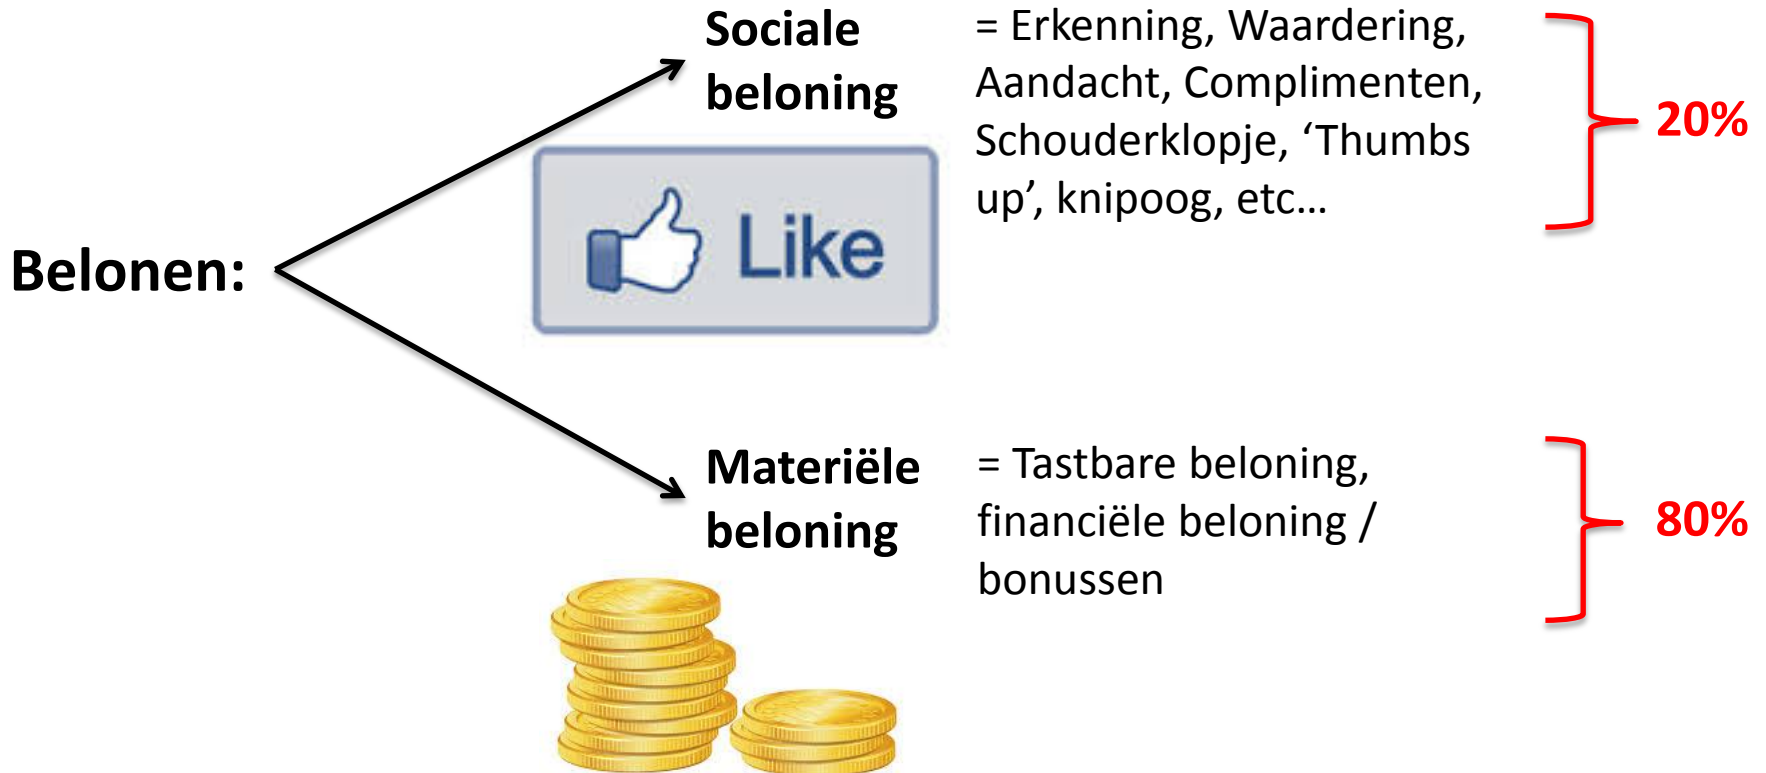 Belonen:
Sociale
beloning
= Erkenning, Waardering,
Aandacht, Complimenten,
Schouderklopje, ‘Thumbs
up’, knipoog, etc…
20%
Like
Materiële
beloning
= Tastbare beloning,
financiële beloning /
bonussen
80%